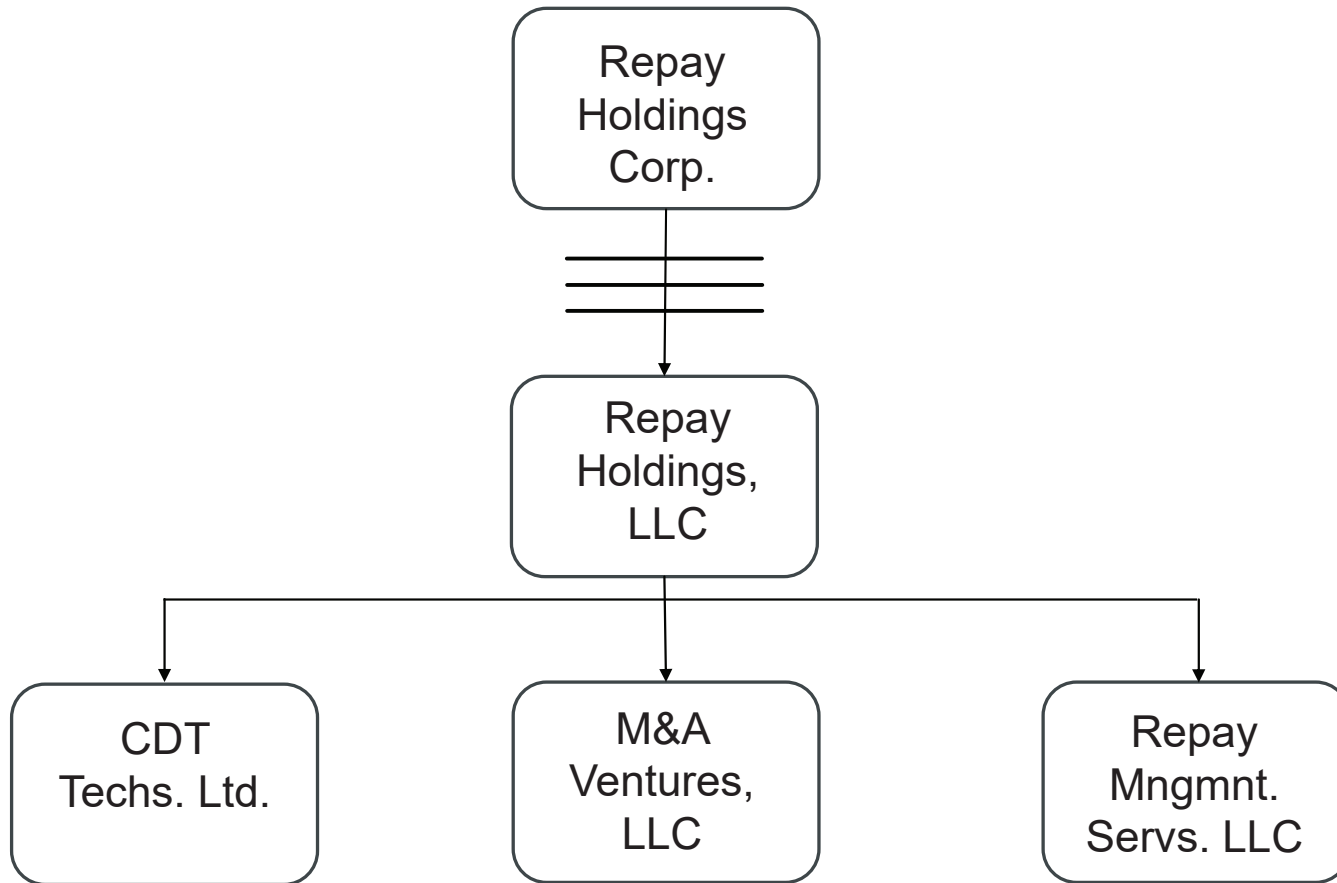 Repay
Holdings
Corp.
Repay
Holdings,
LLC
CDT
Techs. Ltd.
M&A
Ventures,
LLC
Repay
Mngmnt.
Servs. LLC